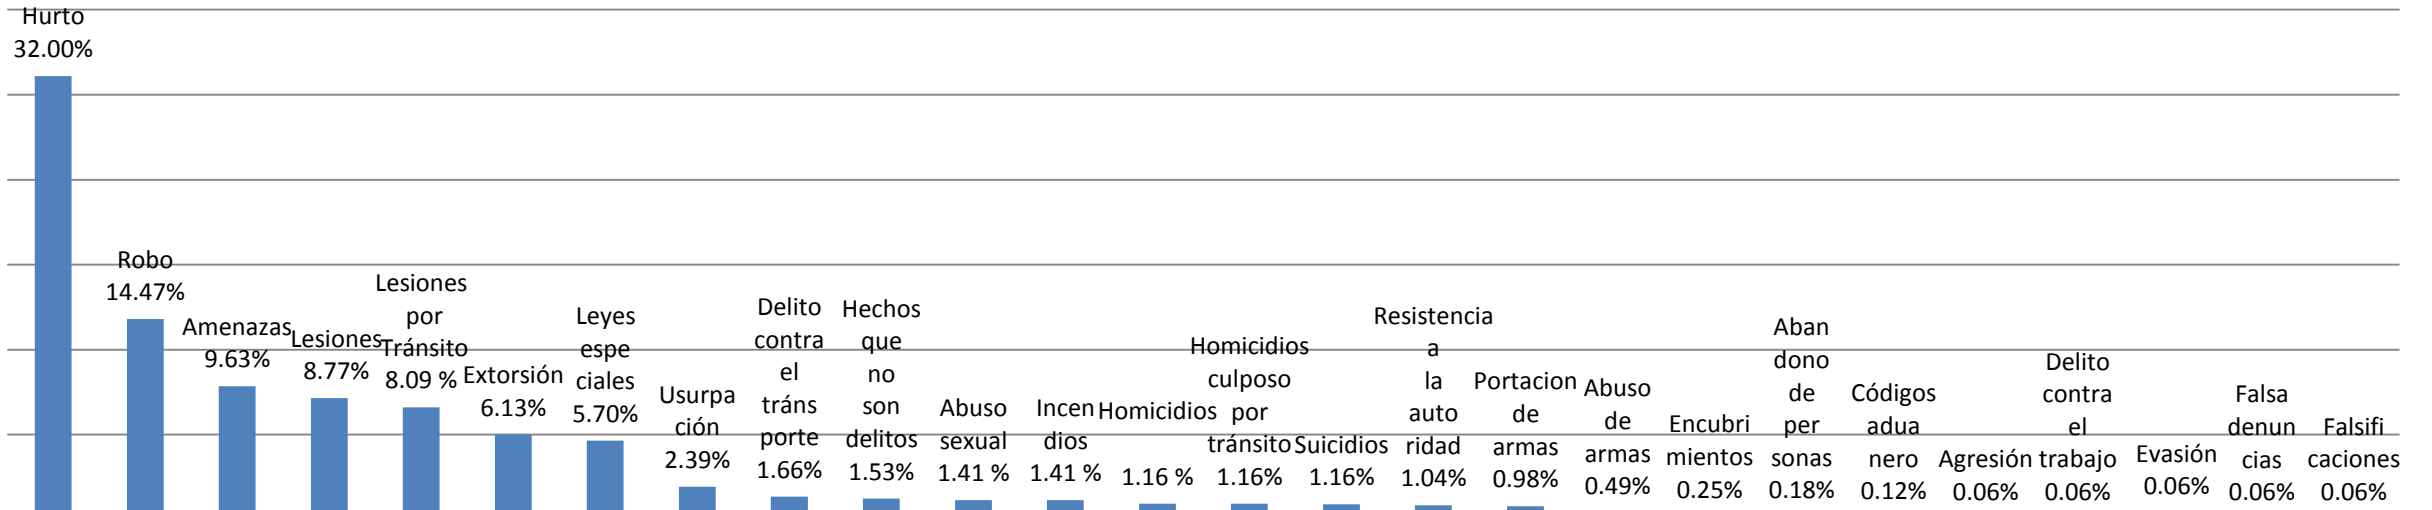 Hurto
32.00%
Robo
14.47%
Amenazas
9.63%
Lesiones
8.77%
Lesiones
por
Tránsito
8.09 %
Extorsión
6.13%
Leyes
espe
ciales
5.70%
Usurpa
ción
2.39%
Delito
contra
el
tráns
porte
1.66%
Hechos
que
no
son
delitos
1.53%
Abuso
sexual
1.41 %
Incen
dios
1.41 %
Homicidios
1.16 %
Homicidios
culposo
por
tránsito
1.16%
Suicidios
1.16%
Resistencia
a
la
auto
ridad
1.04%
Portacion
de
armas
0.98%
Abuso
de
armas
0.49%
Encubri
mientos
0.25%
Aban
dono
de
per
sonas
0.18%
Códigos
adua
nero
0.12%
Agresión
0.06%
Delito
contra
el
trabajo
0.06%
Evasión
0.06%
Falsa
denun
cias
0.06%
Falsifi
caciones
0.06%